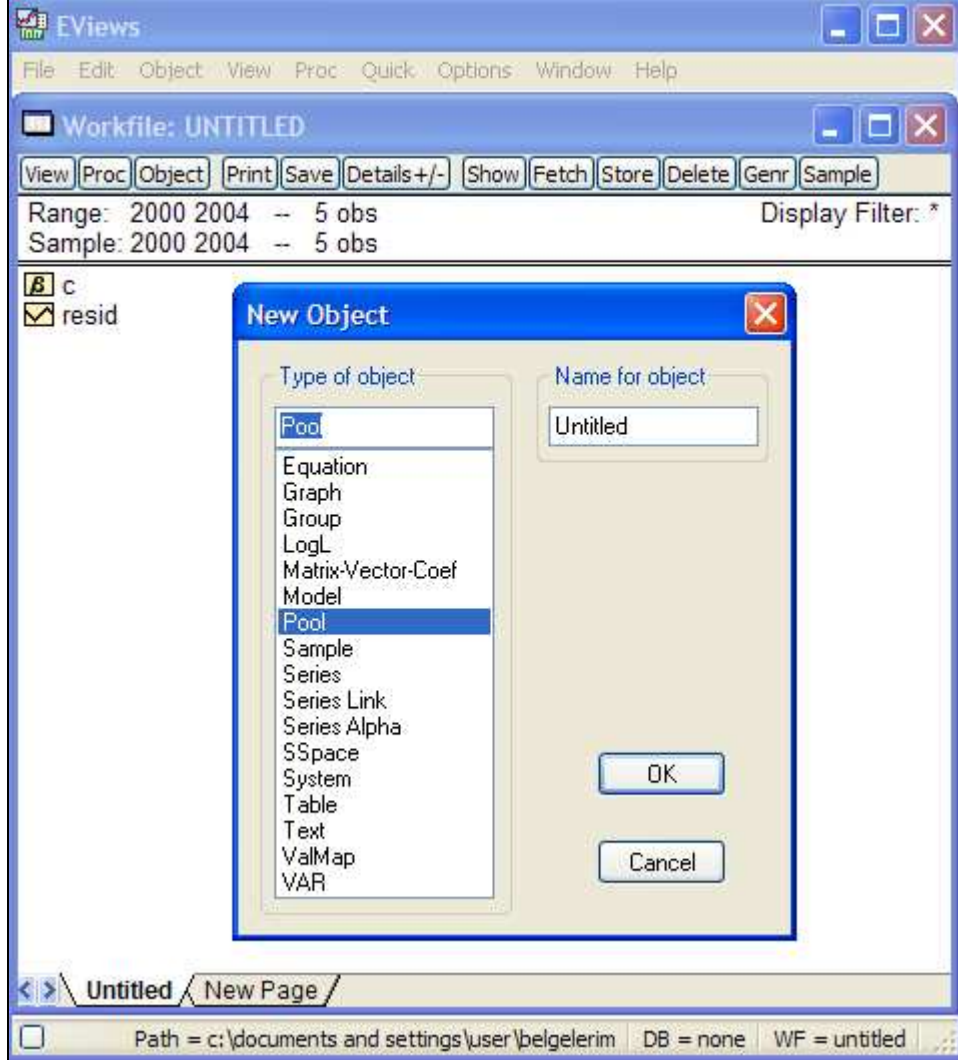 EViews
File Edit Object View Proc Quick Options Window Help
Workfile: UNTITLED
View Proc Object Print Save Details+/- Show Fetch Store Delete Genr Sample
Range: 2000 2004 -- 5 obs Display Filter: *
Sample: 2000 2004 -- 5 obs
β c
resid
New Object
Type of object
Name for object
Pool
Untitled
Equation
Graph
Group
LogL
Matrix-Vector-Coef
Model
Pool
Sample
Series
Series Link
Series Alpha
SSpace
System
Table
Text
ValMap
VAR
OK
Cancel
Untitled New Page
Path = c:\documents and settings\user\belgelerim DB = none WF = untitled